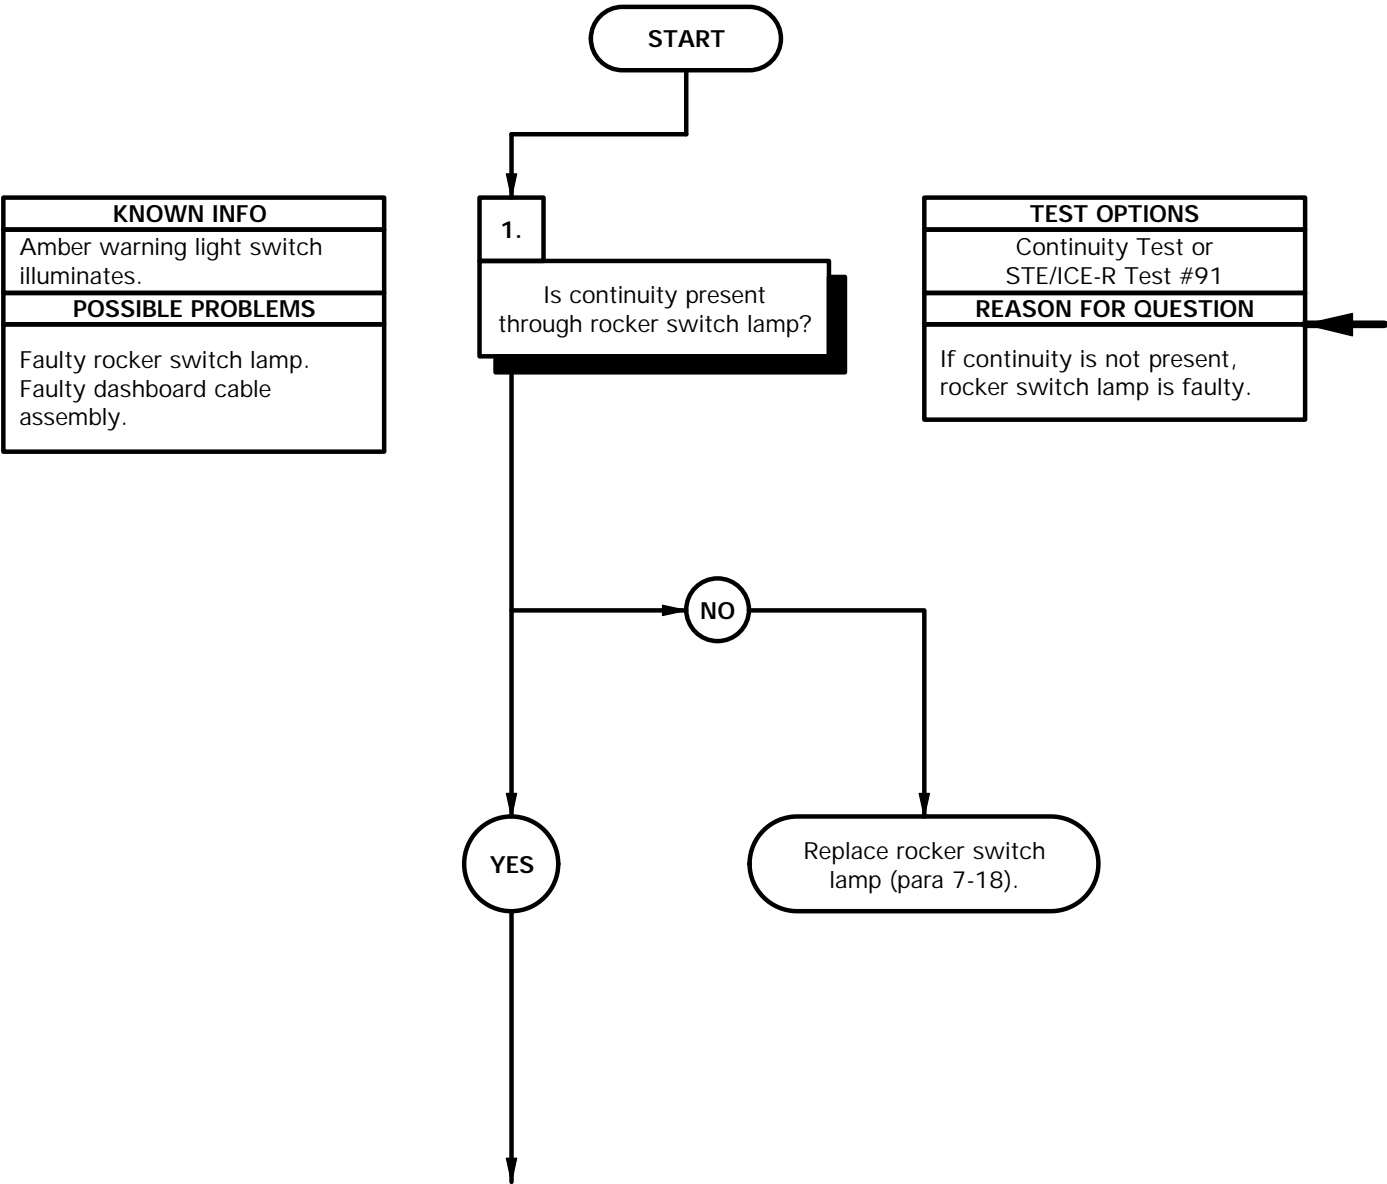 START
KNOWN INFO
Amber warning light switch
illuminates.
POSSIBLE PROBLEMS
Faulty rocker switch lamp.
Faulty dashboard cable
assembly.
1.
Is continuity present
through rocker switch lamp?
TEST OPTIONS
Continuity Test or
STE/ICE-R Test #91
REASON FOR QUESTION
If continuity is not present,
rocker switch lamp is faulty.
NO
YES
Replace rocker switch
lamp (para 7-18).